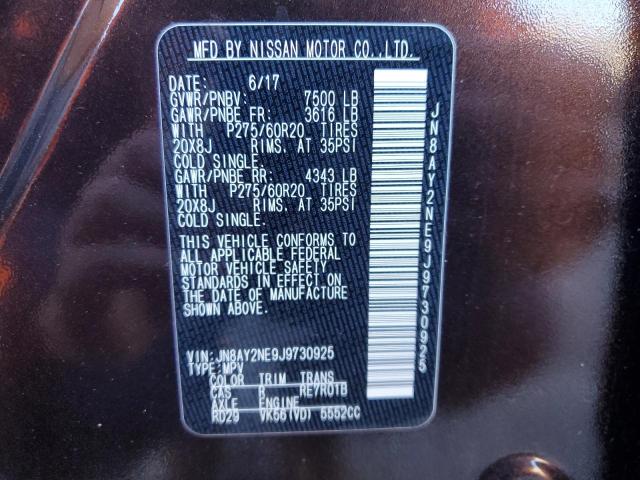 MFD BY NISSAN MOTOR CO.,LTD.
DATE: 6/17
GVWR/PNBV: 7500 LB
GAWR/PNBE FR: 3616 LB
WITH P275/60R20 TIRES
20X8J RIMS, AT 35PSI
COLD SINGLE.
GAWR/PNBE RR: 4343 LB
WITH P275/60R20 TIRES
20X8J RIMS, AT 35PSI
COLD SINGLE.
THIS VEHICLE CONFORMS TO
ALL APPLICABLE FEDERAL
MOTOR VEHICLE SAFETY
STANDARDS IN EFFECT ON
THE DATE OF MANUFACTURE
SHOWN ABOVE.
VIN:JN8AY2NE9J9730925
TYPE:MPV
COLOR TRIM TRANS
CAS R RE7R01B
AXLE ENGINE
RD29 VK56(VD) 5552CC
JN8AY2NE9J9730925